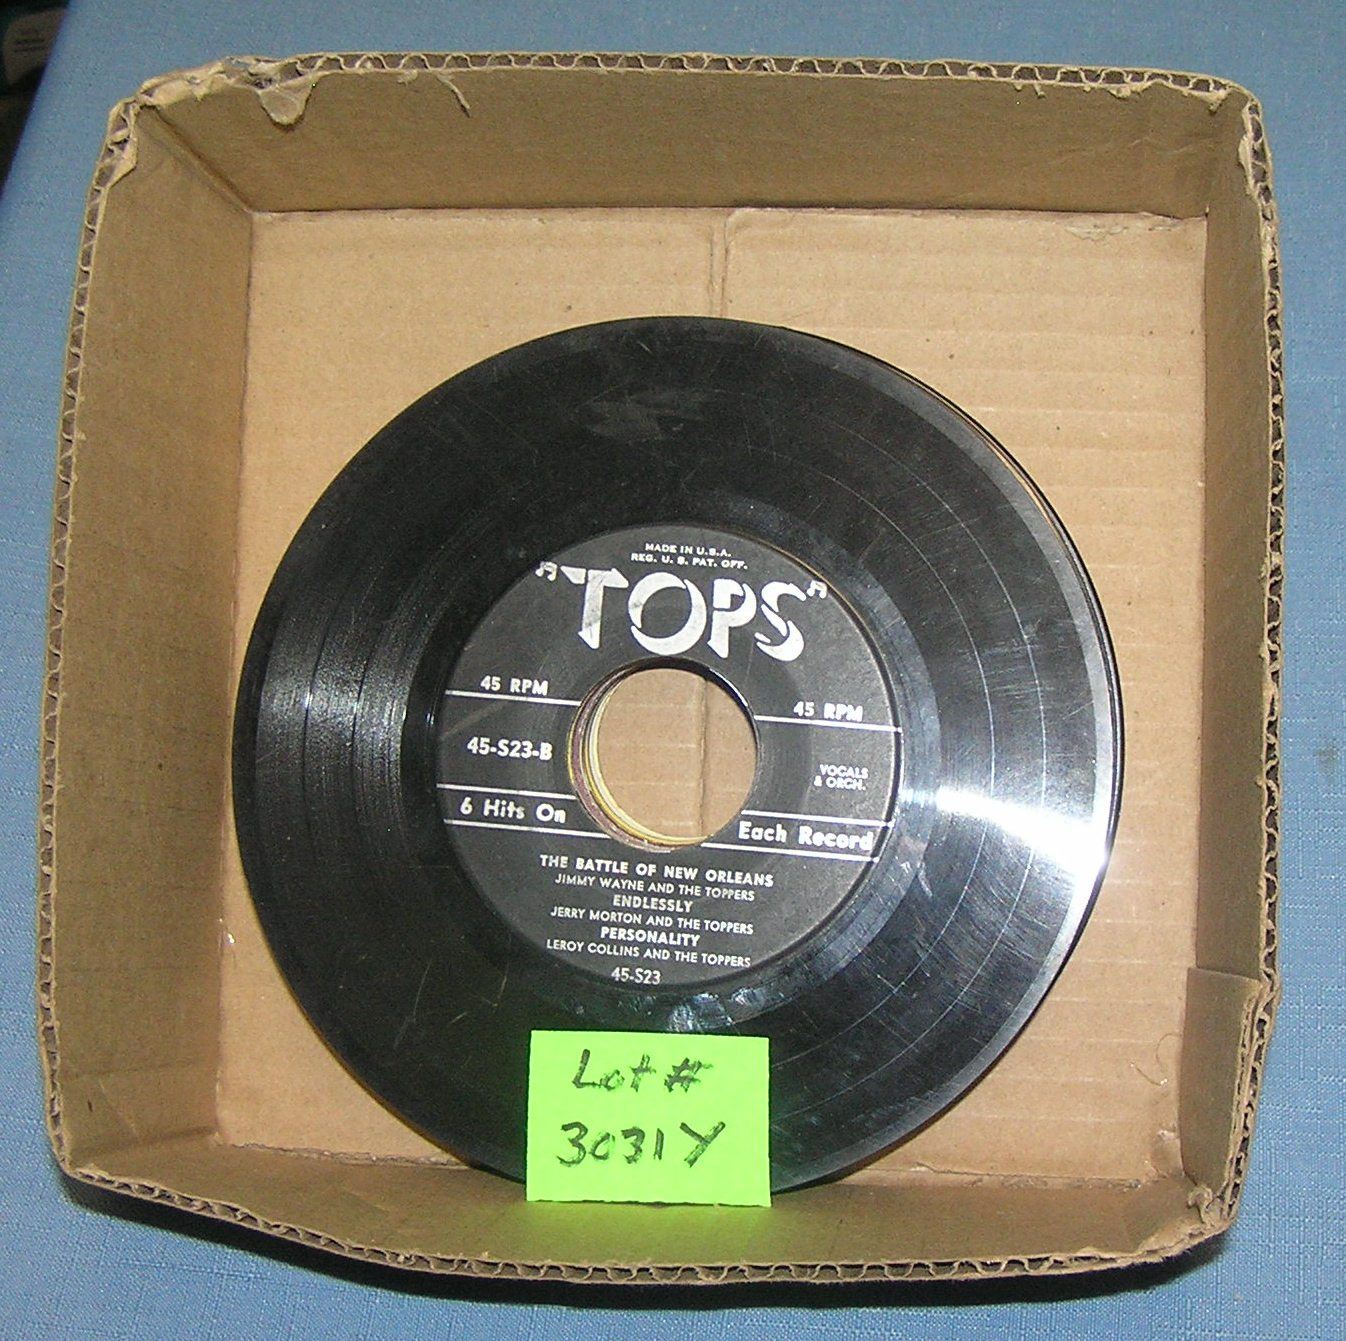 MADE IN U.S.A.
REG. U. S. PAT. OFF.
"TOPS"
45 RPM
45 RPM
45-S23-B
VOCALS
& ORCH.
6 Hits On
Each Record
THE BATTLE OF NEW ORLEANS
JIMMY WAYNE AND THE TOPPERS
ENDLESSLY
JERRY MORTON AND THE TOPPERS
PERSONALITY
LEROY COLLINS AND THE TOPPERS
45-S23
Lot #
3031Y